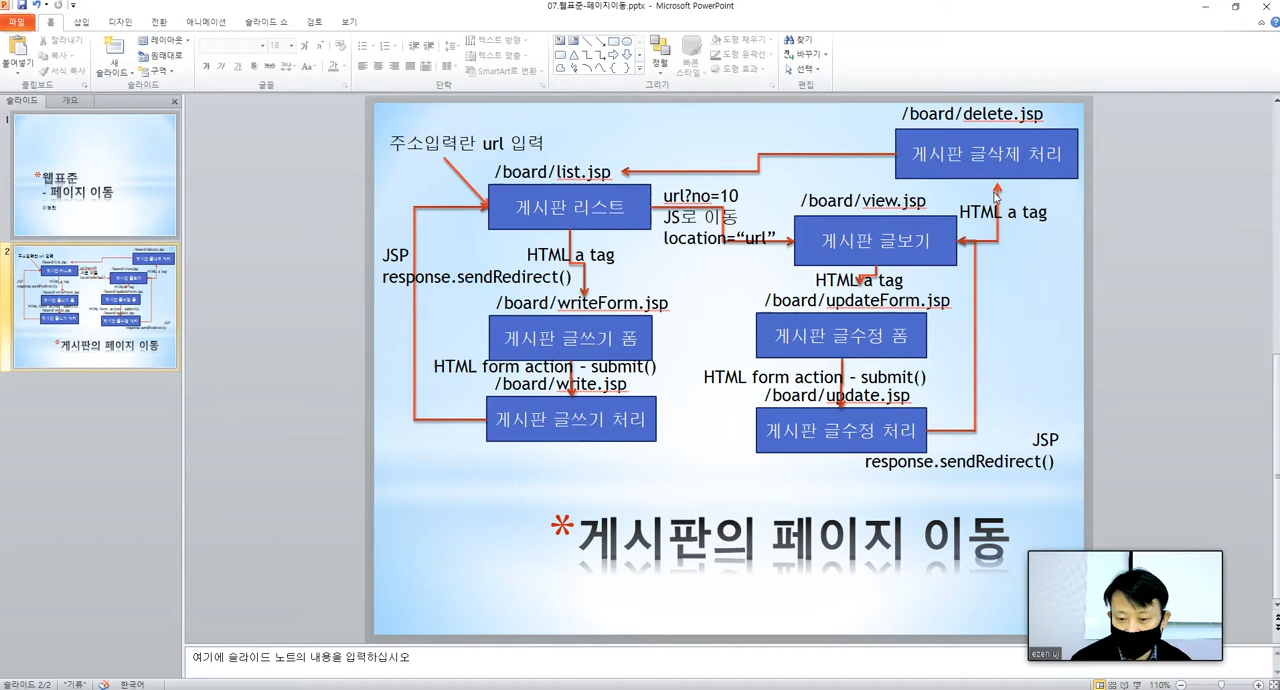 07.웹표준-페이지이동.pptx - Microsoft PowerPoint
파일 홈 삽입 디자인 전환 애니메이션 슬라이드 쇼 검토 보기
붙여넣기 잘라내기 복사 서식 복사 클립보드
새 슬라이드 레이아웃 원래대로 구역 슬라이드
18 글꼴
텍스트 방향 텍스트 맞춤 SmartArt로 변환 단락
정렬 빠른 스타일 도형 채우기 도형 윤곽선 도형 효과 그리기
찾기 바꾸기 선택 편집
슬라이드 개요
1
*웹표준
- 페이지 이동
2
*게시판의 페이지 이동
/board/delete.jsp
게시판 글삭제 처리
주소입력란 url 입력
/board/list.jsp
게시판 리스트
url?no=10
JS로 이동
location="url"
/board/view.jsp
게시판 글보기
HTML a tag
JSP
response.sendRedirect()
HTML a tag
/board/writeForm.jsp
게시판 글쓰기 폼
HTML form action - submit()
/board/write.jsp
게시판 글쓰기 처리
HTML a tag
/board/updateForm.jsp
게시판 글수정 폼
HTML form action - submit()
/board/update.jsp
게시판 글수정 처리
JSP
response.sendRedirect()
*게시판의 페이지 이동
ezen uj
여기에 슬라이드 노트의 내용을 입력하십시오
슬라이드 2/2 "기류" 한국어 110%